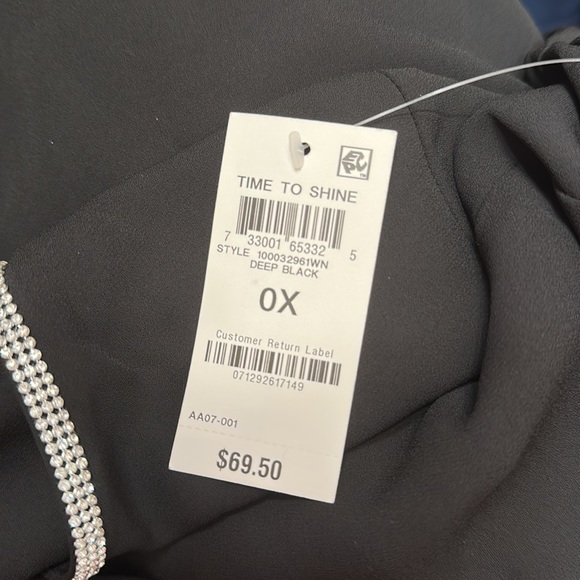 EPC
TIME TO SHINE
7 33001 65332 5
STYLE 100032961WN
DEEP BLACK
0X
Customer Return Label
071292617149
AA07-001
$69.50